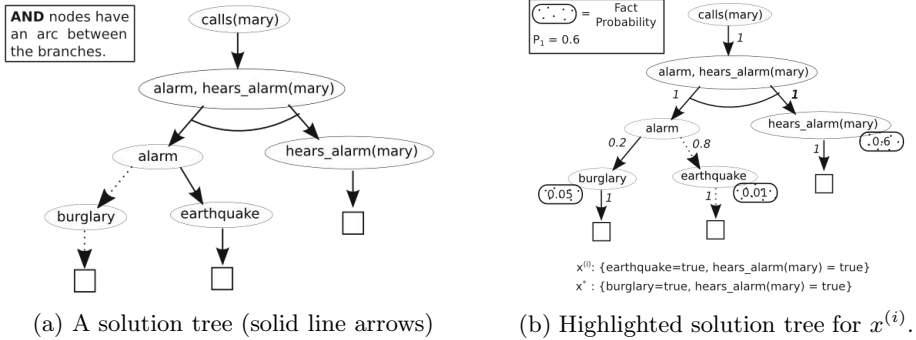 AND nodes have
an arc between
the branches.
calls(mary)
alarm, hears_alarm(mary)
alarm
hears_alarm(mary)
burglary
earthquake
(a) A solution tree (solid line arrows)
= Fact
Probability
P1 = 0.6
calls(mary)
1
alarm, hears_alarm(mary)
1
1
alarm
hears_alarm(mary)
0.6
0.2
0.8
1
burglary
earthquake
0.05
1
1
0.01
x(i): {earthquake=true, hears_alarm(mary) = true}
x* : {burglary=true, hears_alarm(mary) = true}
(b) Highlighted solution tree for x(i).